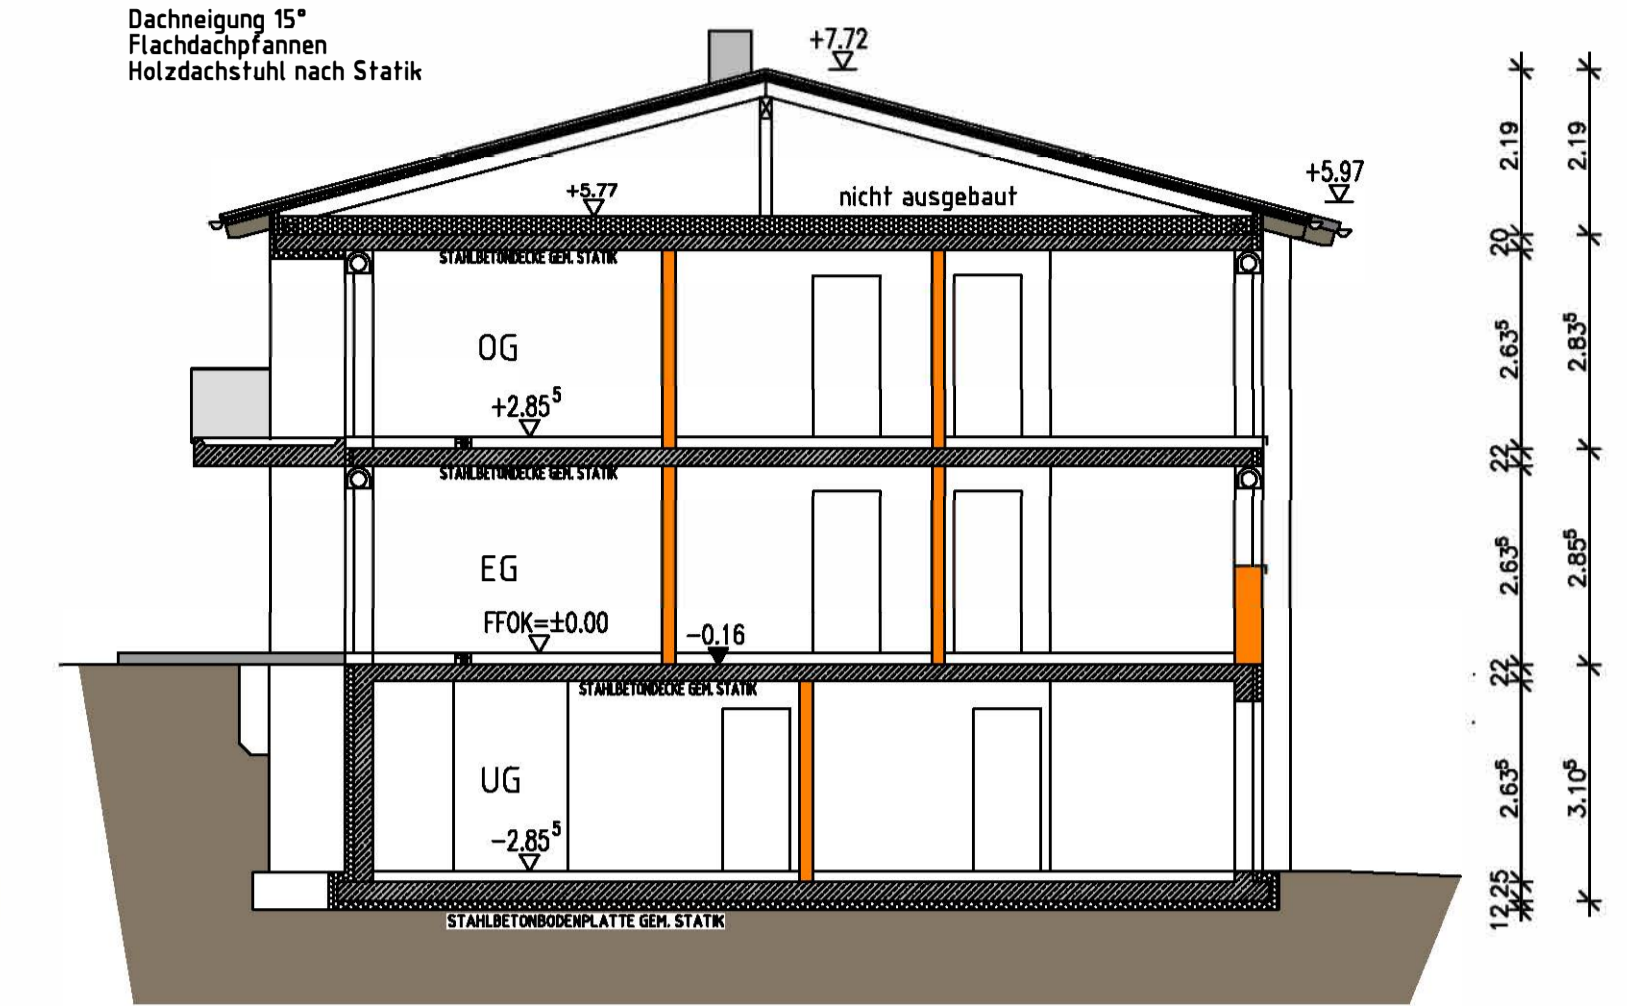 Dachneigung 15°
Flachdachpfannen
Holzdachstuhl nach Statik
+7.72
+5.97
+5.77
nicht ausgebaut
STAHLBETONDECKE GEM. STATIK
OG
+2.85⁵
STAHLBETONDECKE GEM. STATIK
EG
FFOK=±0.00
-0.16
STAHLBETONDECKE GEM. STATIK
UG
-2.85⁵
STAHLBETONBODENPLATTE GEM. STATIK
2.19
20
2.63⁵
22
2.63⁵
22
2.63⁵
25
12
2.19
2.83⁵
2.85⁵
3.10⁵